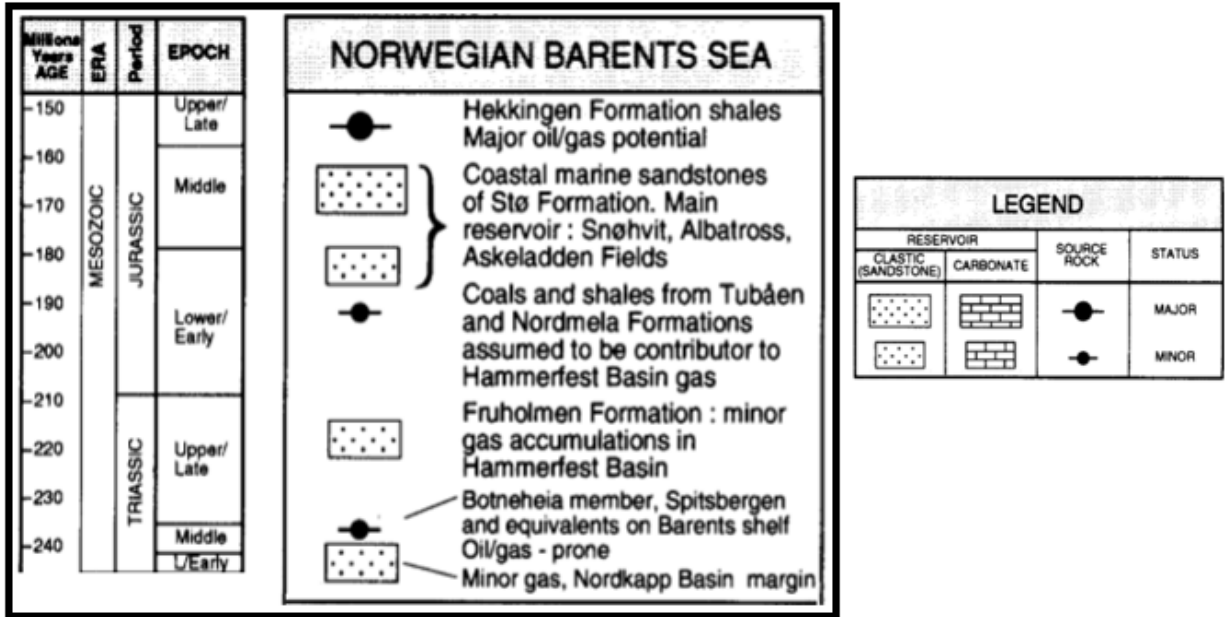 Millions
Years
AGE
ERA
Period
EPOCH
-150
-160
-170
-180
-190
-200
-210
-220
-230
-240
MESOZOIC
JURASSIC
TRIASSIC
Upper/
Late
Middle
Lower/
Early
Upper/
Late
Middle
L/Early
NORWEGIAN BARENTS SEA
Hekkingen Formation shales
Major oil/gas potential
Coastal marine sandstones
of Stø Formation. Main
reservoir : Snøhvit, Albatross,
Askeladden Fields
Coals and shales from Tubåen
and Nordmela Formations
assumed to be contributor to
Hammerfest Basin gas
Fruholmen Formation : minor
gas accumulations in
Hammerfest Basin
Botneheia member, Spitsbergen
and equivalents on Barents shelf
Oil/gas - prone
Minor gas, Nordkapp Basin margin
LEGEND
RESERVOIR
CLASTIC
(SANDSTONE)
CARBONATE
SOURCE
ROCK
STATUS
MAJOR
MINOR